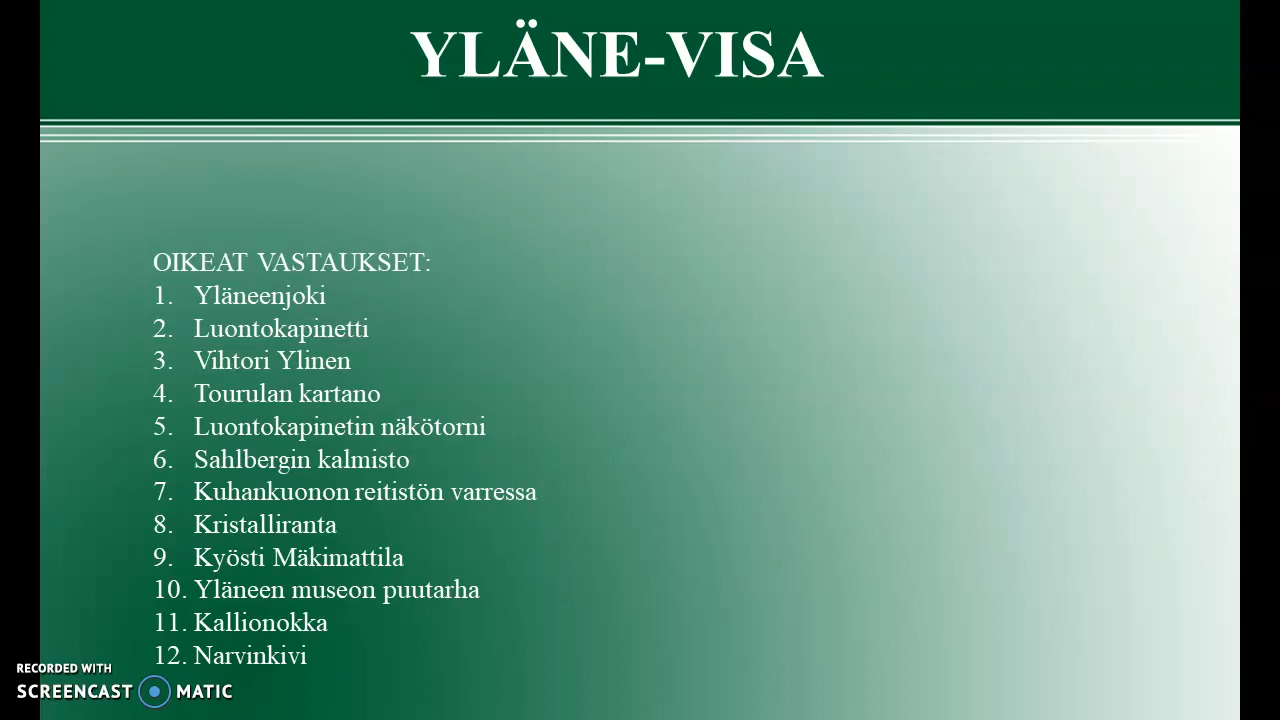 YLÄNE-VISA
OIKEAT VASTAUKSET:
1. Yläneenjoki
2. Luontokapinetti
3. Vihtori Ylinen
4. Tourulan kartano
5. Luontokapinetin näkötorni
6. Sahlbergin kalmisto
7. Kuhankuonon reitistön varressa
8. Kristalliranta
9. Kyösti Mäkimattila
10. Yläneen museon puutarha
11. Kallionokka
12. Narvinkivi
RECORDED WITH
SCREENCAST MATIC